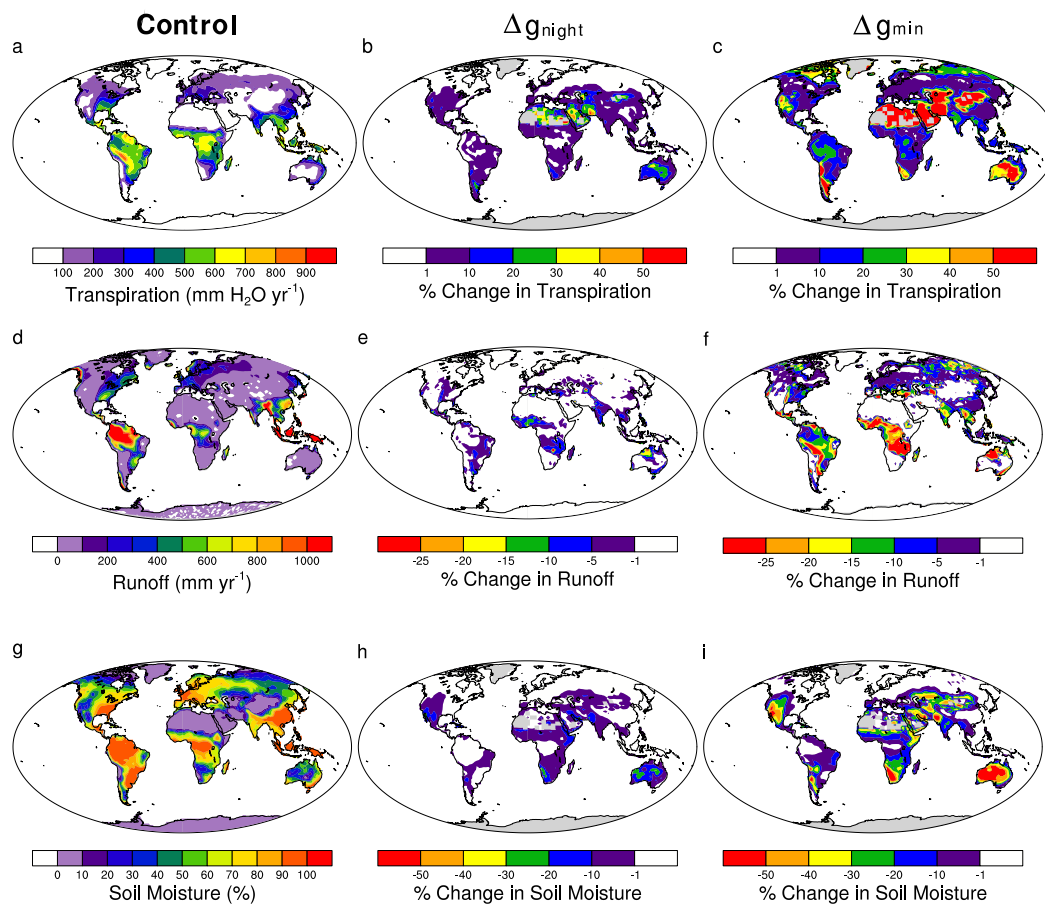 Control
Δ gnight
Δ gmin
a
b
c
100 200 300 400 500 600 700 800 900
Transpiration (mm H₂O yr⁻¹)
1 10 20 30 40 50
% Change in Transpiration
1 10 20 30 40 50
% Change in Transpiration
d
e
f
0 200 400 600 800 1000
Runoff (mm yr⁻¹)
-25 -20 -15 -10 -5 -1
% Change in Runoff
-25 -20 -15 -10 -5 -1
% Change in Runoff
g
h
i
0 10 20 30 40 50 60 70 80 90 100
Soil Moisture (%)
-50 -40 -30 -20 -10 -1
% Change in Soil Moisture
-50 -40 -30 -20 -10 -1
% Change in Soil Moisture